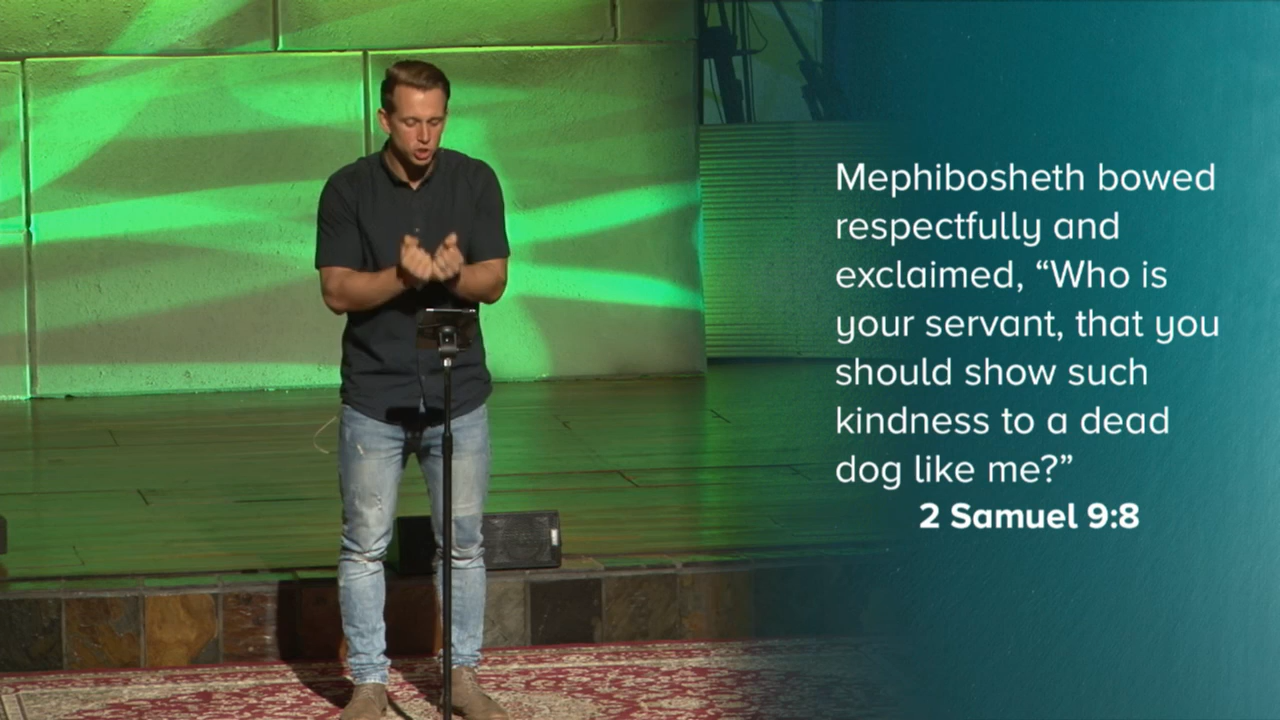 Mephibosheth bowed
respectfully and
exclaimed, “Who is
your servant, that you
should show such
kindness to a dead
dog like me?”
2 Samuel 9:8